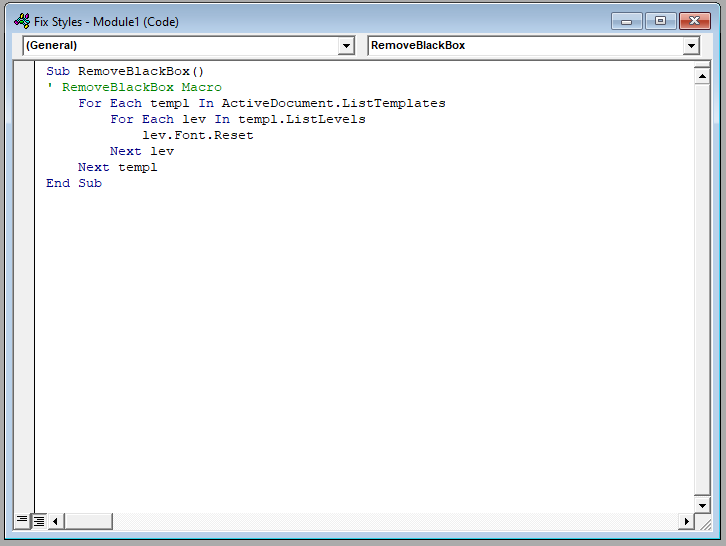 Fix Styles - Module1 (Code)
(General) RemoveBlackBox
Sub RemoveBlackBox()
' RemoveBlackBox Macro
    For Each templ In ActiveDocument.ListTemplates
        For Each lev In templ.ListLevels
            lev.Font.Reset
        Next lev
    Next templ
End Sub